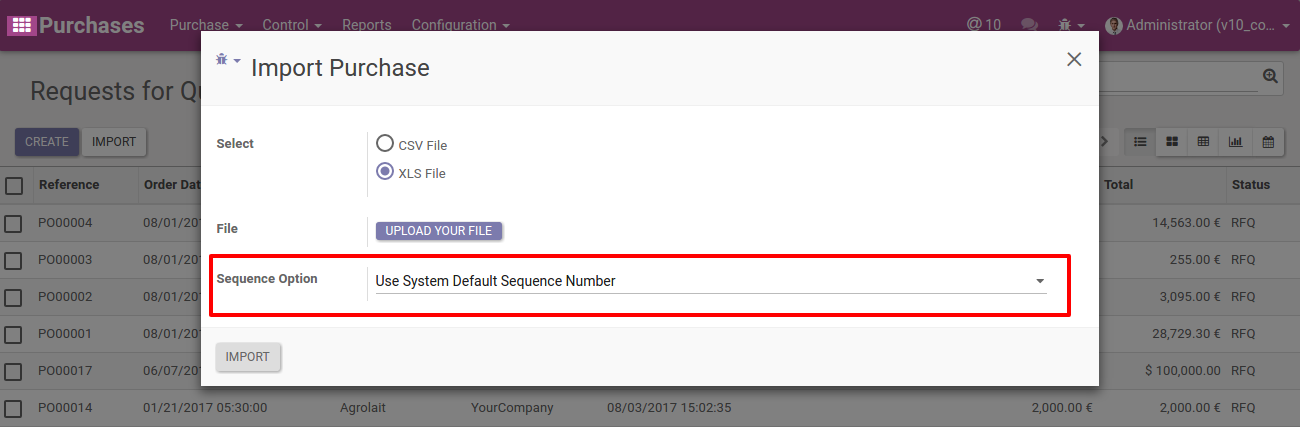 Purchases Purchase Control Reports Configuration @ 10 Administrator (v10_co...
Import Purchase
Requests for Qu
CREATE IMPORT
Select
CSV File
XLS File
Reference Order Dat Total Status
PO00004 08/01/201 14,563.00 € RFQ
File UPLOAD YOUR FILE
PO00003 08/01/201 255.00 € RFQ
Sequence Option Use System Default Sequence Number
PO00002 08/01/201 3,095.00 € RFQ
PO00001 08/01/201 28,729.30 € RFQ
IMPORT
PO00017 06/07/201 $ 100,000.00 RFQ
PO00014 01/21/2017 05:30:00 Agrolait YourCompany 08/03/2017 15:02:35 2,000.00 € 2,000.00 € RFQ